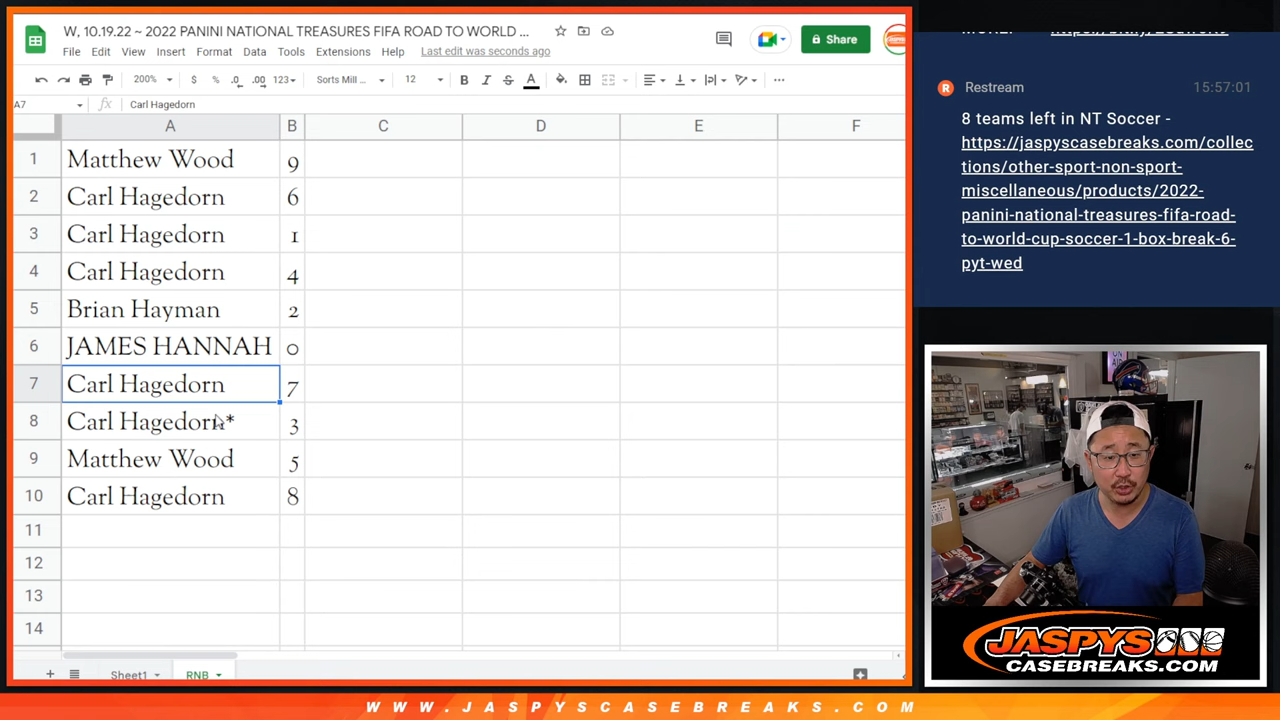 W, 10.19.22 ~ 2022 PANINI NATIONAL TREASURES FIFA ROAD TO WORLD ...
File Edit View Insert Format Data Tools Extensions Help Last edit was seconds ago
Share
200% $ % .0 .00 123 Sorts Mill ... 12 B I S A
A7 fx Carl Hagedorn
A B C D E F
1 Matthew Wood 9
2 Carl Hagedorn 6
3 Carl Hagedorn 1
4 Carl Hagedorn 4
5 Brian Hayman 2
6 JAMES HANNAH 0
7 Carl Hagedorn 7
8 Carl Hagedorn* 3
9 Matthew Wood 5
10 Carl Hagedorn 8
11
12
13
14
Sheet1 RNB
R Restream 15:57:01
8 teams left in NT Soccer -
https://jaspyscasebreaks.com/collec
tions/other-sport-non-sport-
miscellaneous/products/2022-
panini-national-treasures-fifa-road-
to-world-cup-soccer-1-box-break-6-
pyt-wed
JASPYS
CASEBREAKS.COM
WWW.JASPYSCASEBREAKS.COM